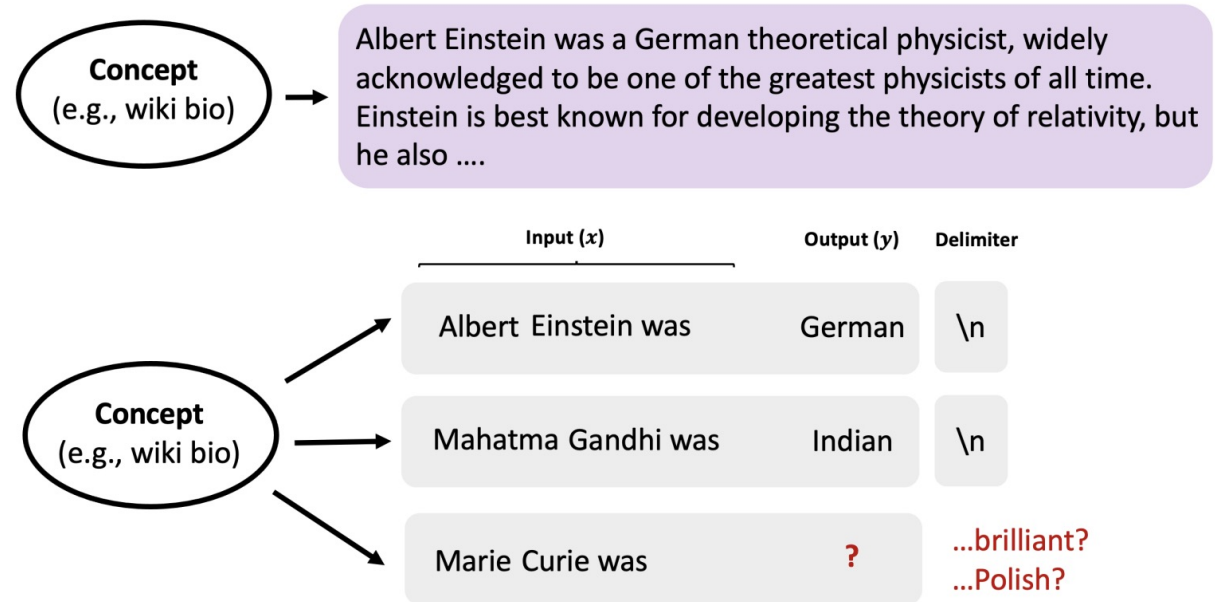 Concept
(e.g., wiki bio)
Albert Einstein was a German theoretical physicist, widely
acknowledged to be one of the greatest physicists of all time.
Einstein is best known for developing the theory of relativity, but
he also ....
Input (x)
Output (y)
Delimiter
Concept
(e.g., wiki bio)
Albert Einstein was
German
\n
Mahatma Gandhi was
Indian
\n
Marie Curie was
?
...brilliant?
...Polish?